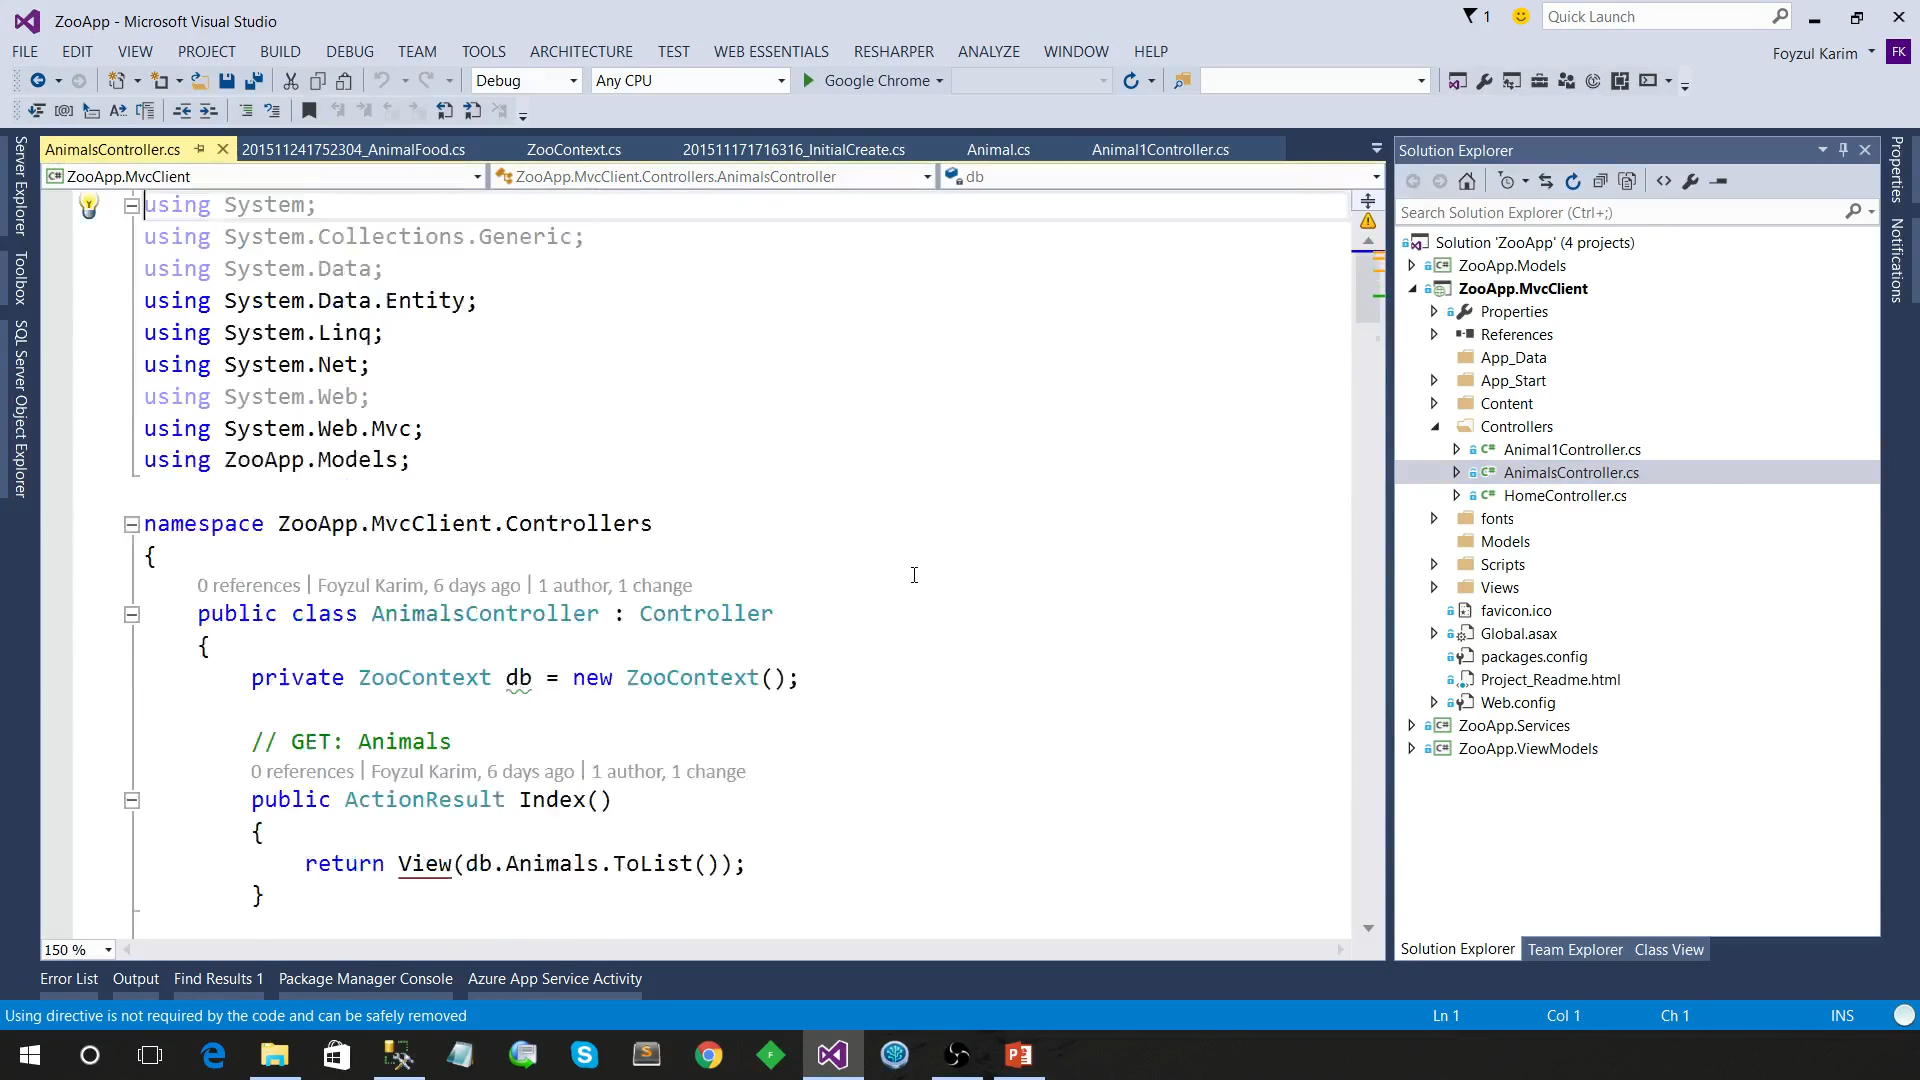 ZooApp - Microsoft Visual Studio
1
Quick Launch
FILE EDIT VIEW PROJECT BUILD DEBUG TEAM TOOLS ARCHITECTURE TEST WEB ESSENTIALS RESHARPER ANALYZE WINDOW HELP
Foyzul Karim FK
Debug Any CPU Google Chrome
Server Explorer
Toolbox
SQL Server Object Explorer
AnimalsController.cs 201511241752304_AnimalFood.cs ZooContext.cs 201511171716316_InitialCreate.cs Animal.cs Animal1Controller.cs
ZooApp.MvcClient ZooApp.MvcClient.Controllers.AnimalsController db
using System;
using System.Collections.Generic;
using System.Data;
using System.Data.Entity;
using System.Linq;
using System.Net;
using System.Web;
using System.Web.Mvc;
using ZooApp.Models;
namespace ZooApp.MvcClient.Controllers
{
0 references | Foyzul Karim, 6 days ago | 1 author, 1 change
public class AnimalsController : Controller
{
private ZooContext db = new ZooContext();
// GET: Animals
0 references | Foyzul Karim, 6 days ago | 1 author, 1 change
public ActionResult Index()
{
return View(db.Animals.ToList());
}
150 %
Solution Explorer
Search Solution Explorer (Ctrl+;)
Solution 'ZooApp' (4 projects)
C# ZooApp.Models
ZooApp.MvcClient
Properties
References
App_Data
App_Start
Content
Controllers
C# Animal1Controller.cs
C# AnimalsController.cs
C# HomeController.cs
fonts
Models
Scripts
Views
favicon.ico
Global.asax
packages.config
Project_Readme.html
Web.config
C# ZooApp.Services
C# ZooApp.ViewModels
Solution Explorer Team Explorer Class View
Properties
Notifications
Error List Output Find Results 1 Package Manager Console Azure App Service Activity
Using directive is not required by the code and can be safely removed
Ln 1 Col 1 Ch 1 INS